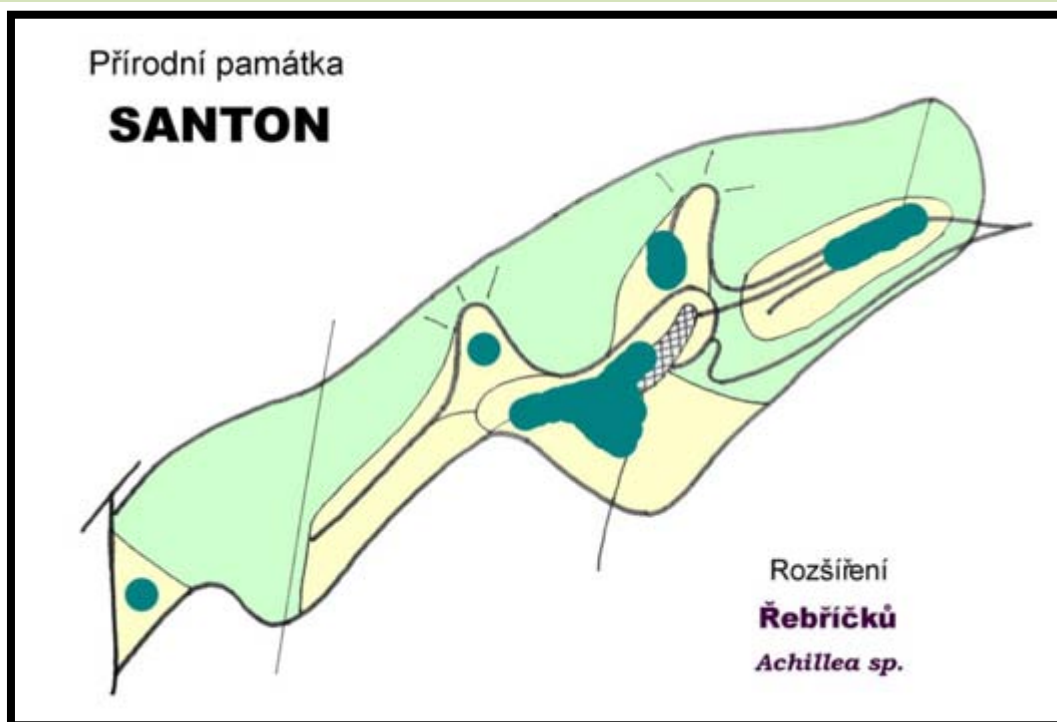 Přírodní památka
SANTON
Rozšíření
Řebříčků
Achillea sp.